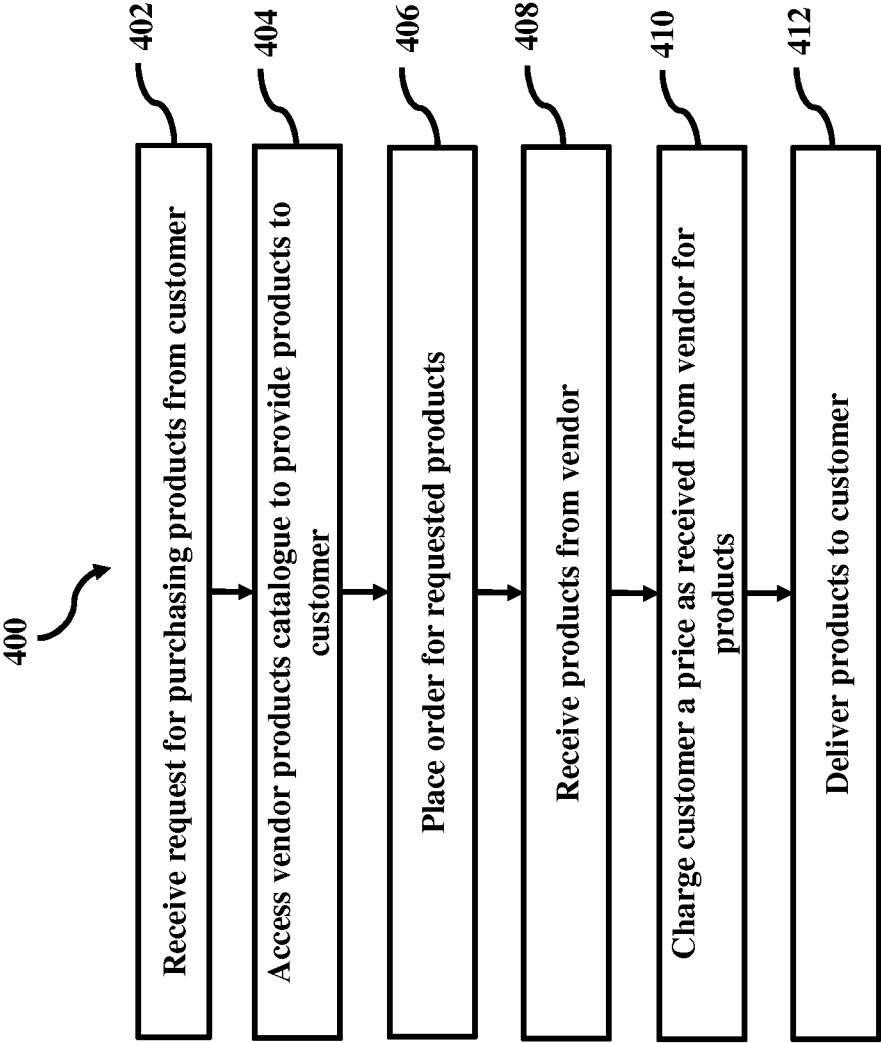 400
Receive request for purchasing products from customer
402
Access vendor products catalogue to provide products to
customer
404
Place order for requested products
406
Receive products from vendor
408
Charge customer a price as received from vendor for
products
410
Deliver products to customer
412